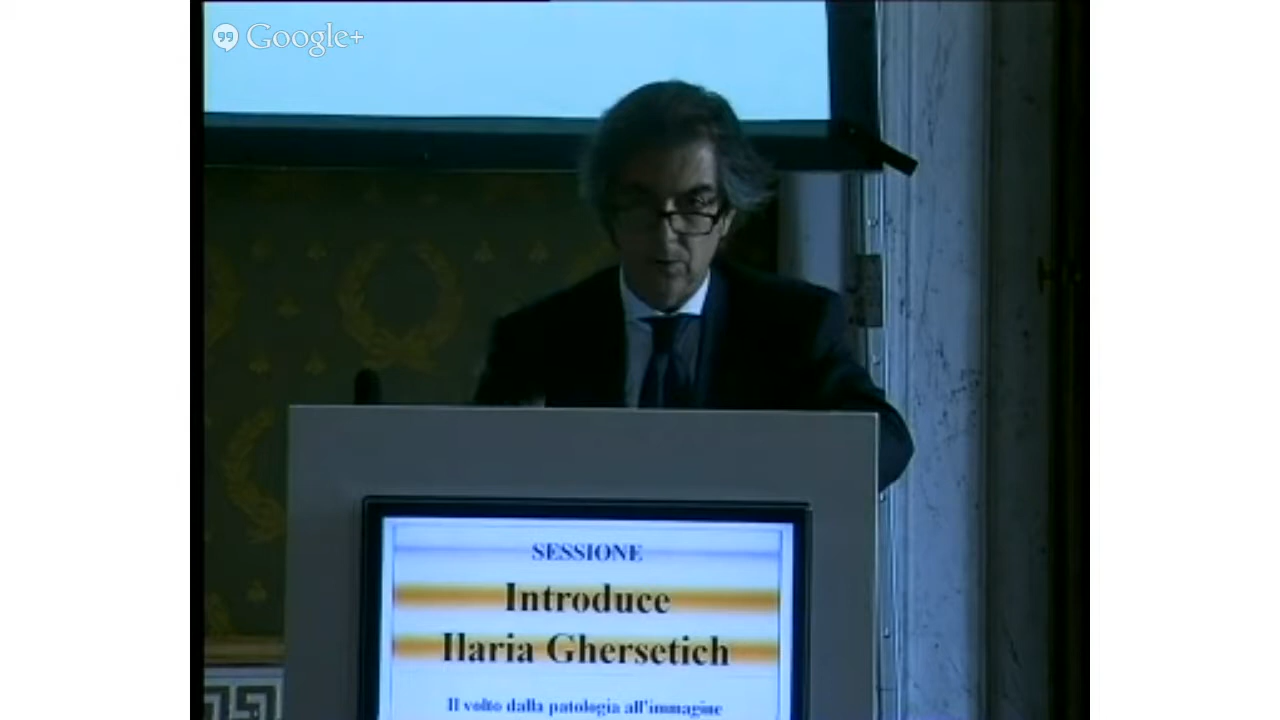 Google+
SESSIONE
Introduce
Ilaria Ghersetich
Il volto dalla patologia all'immagine